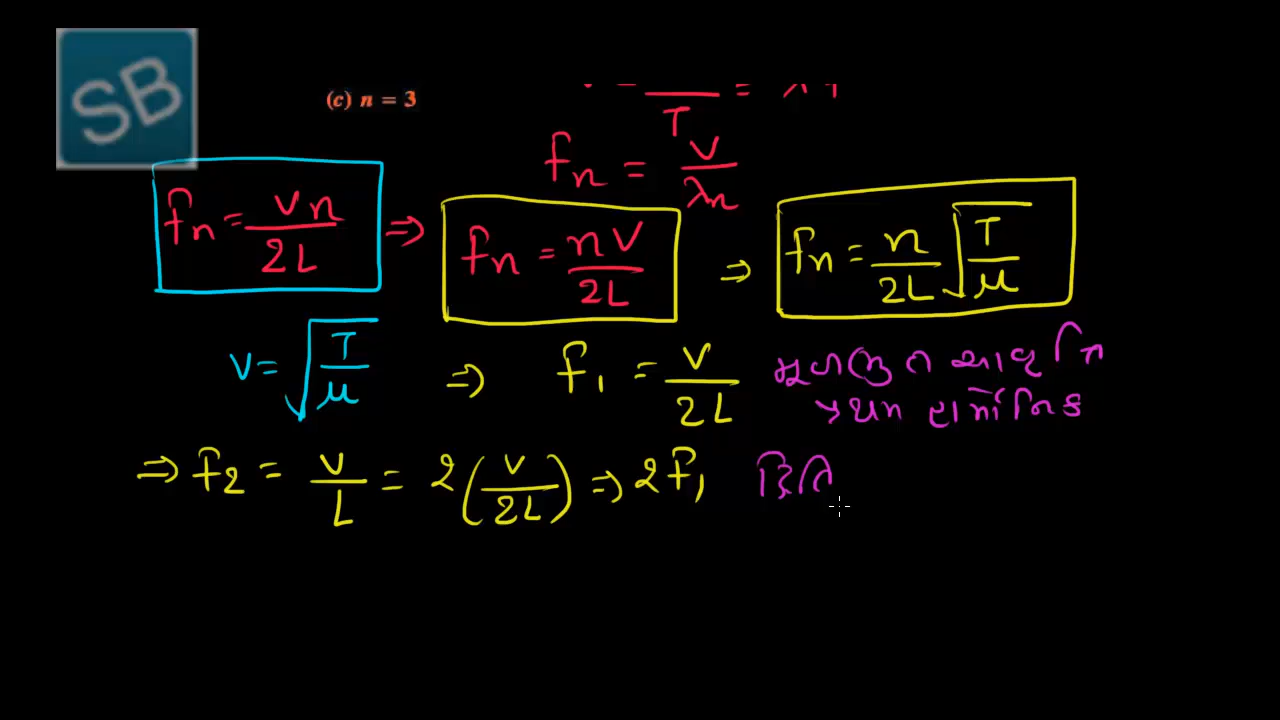 SB
(c) n = 3
T = λ
fₙ = V/λₙ
fₙ = Vn/2L ⇒ fₙ = nV/2L ⇒ fₙ = n/2L √(T/μ)
V = √(T/μ) ⇒ f₁ = V/2L મૂળભૂત આવૃત્તિ
પ્રથમ હાર્મોનિક
⇒ f₂ = V/L = 2(V/2L) ⇒ 2f₁